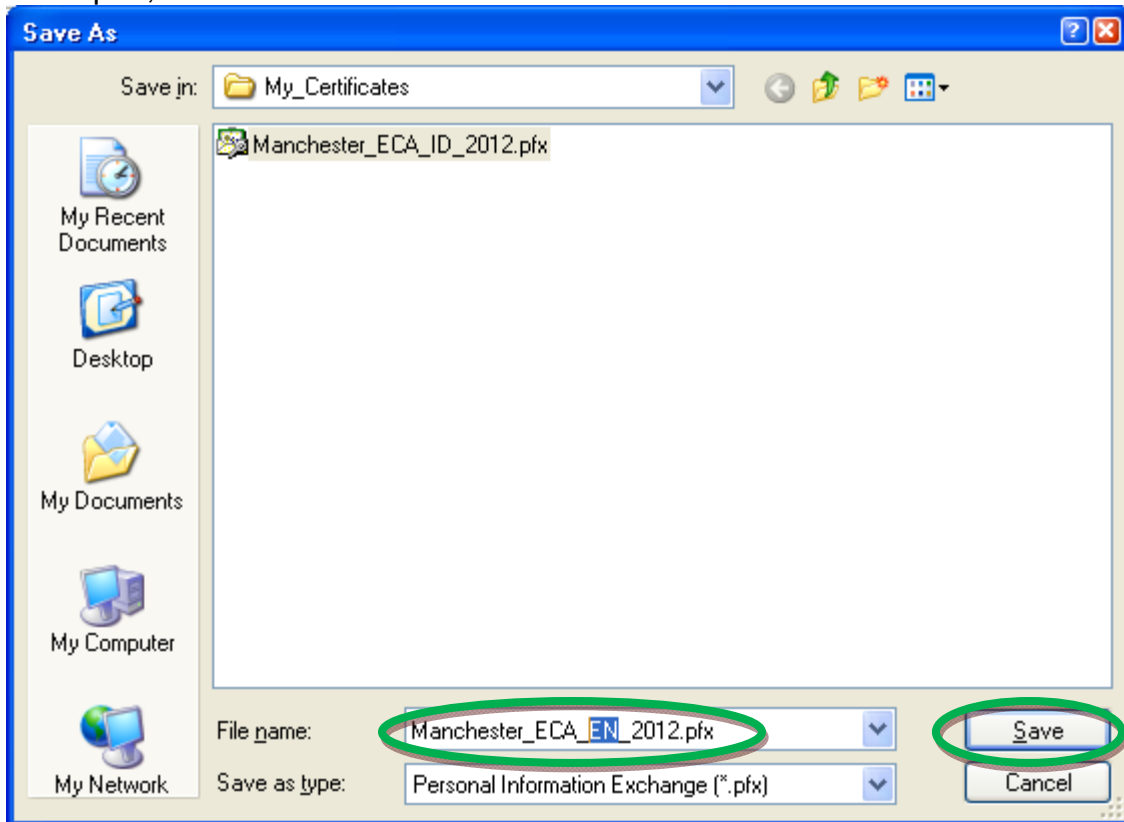 Save As
Save in: My_Certificates
Manchester_ECA_ID_2012.pfx
My Recent
Documents
Desktop
My Documents
My Computer
My Network
File name: Manchester_ECA_EN_2012.pfx Save
Save as type: Personal Information Exchange (*.pfx) Cancel